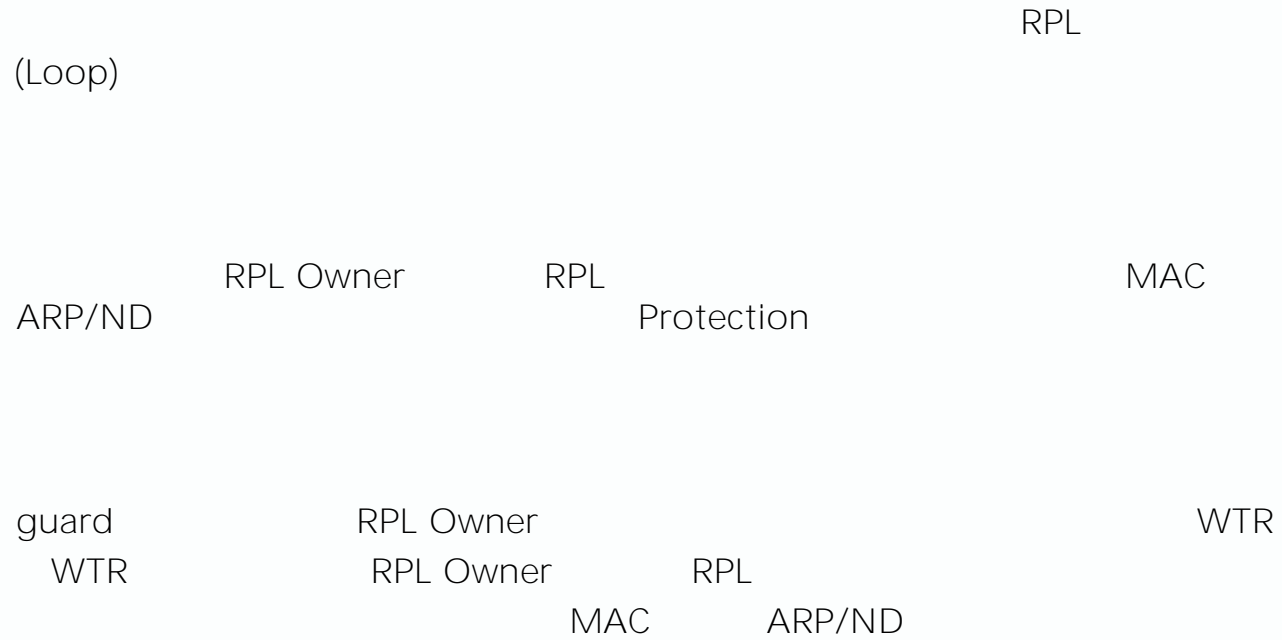 RPL
(Loop)
RPL Owner RPL MAC
ARP/ND Protection
guard RPL Owner WTR
WTR RPL Owner RPL
MAC ARP/ND